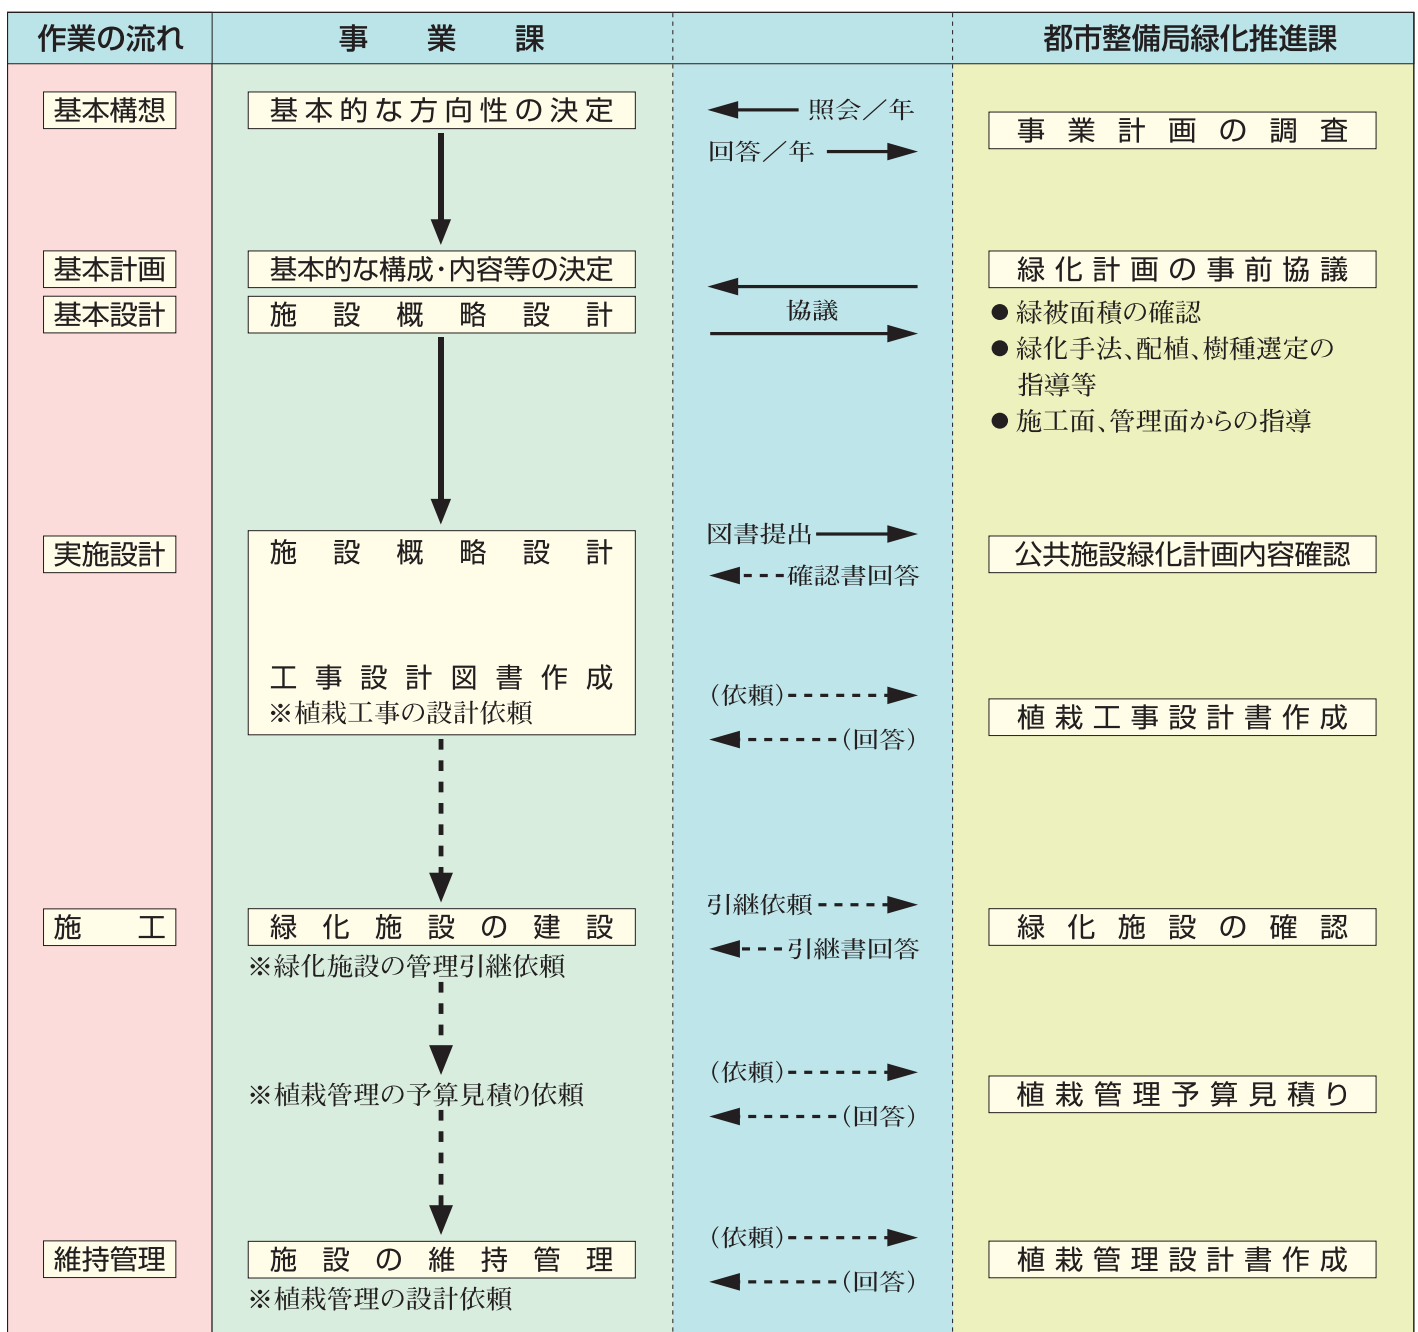 作業の流れ
事業課
都市整備局緑化推進課
基本構想
基本的な方向性の決定
照会／年
回答／年
事業計画の調査
基本計画
基本的な構成・内容等の決定
緑化計画の事前協議
基本設計
施設概略設計
協議
●緑被面積の確認
●緑化手法、配植、樹種選定の
指導等
●施工面、管理面からの指導
実施設計
施設概略設計
図書提出
確認書回答
公共施設緑化計画内容確認
工事設計図書作成
※植栽工事の設計依頼
（依頼）
（回答）
植栽工事設計書作成
施工
緑化施設の建設
※緑化施設の管理引継依頼
引継依頼
引継書回答
緑化施設の確認
※植栽管理の予算見積り依頼
（依頼）
（回答）
植栽管理予算見積り
維持管理
施設の維持管理
※植栽管理の設計依頼
（依頼）
（回答）
植栽管理設計書作成